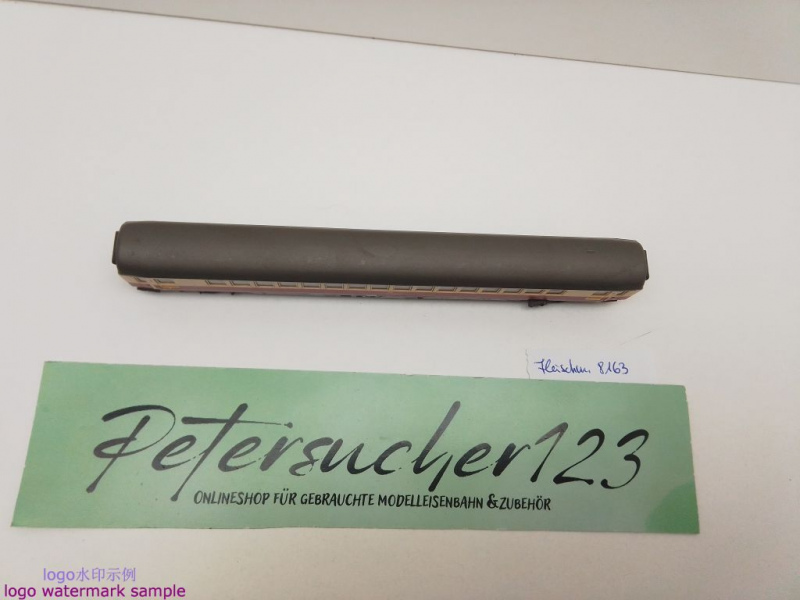 Fleischm. 8163
Petersucher123
ONLINESHOP FÜR GEBRAUCHTE MODELLEISENBAHN & ZUBEHÖR
logo水印示例
logo watermark sample